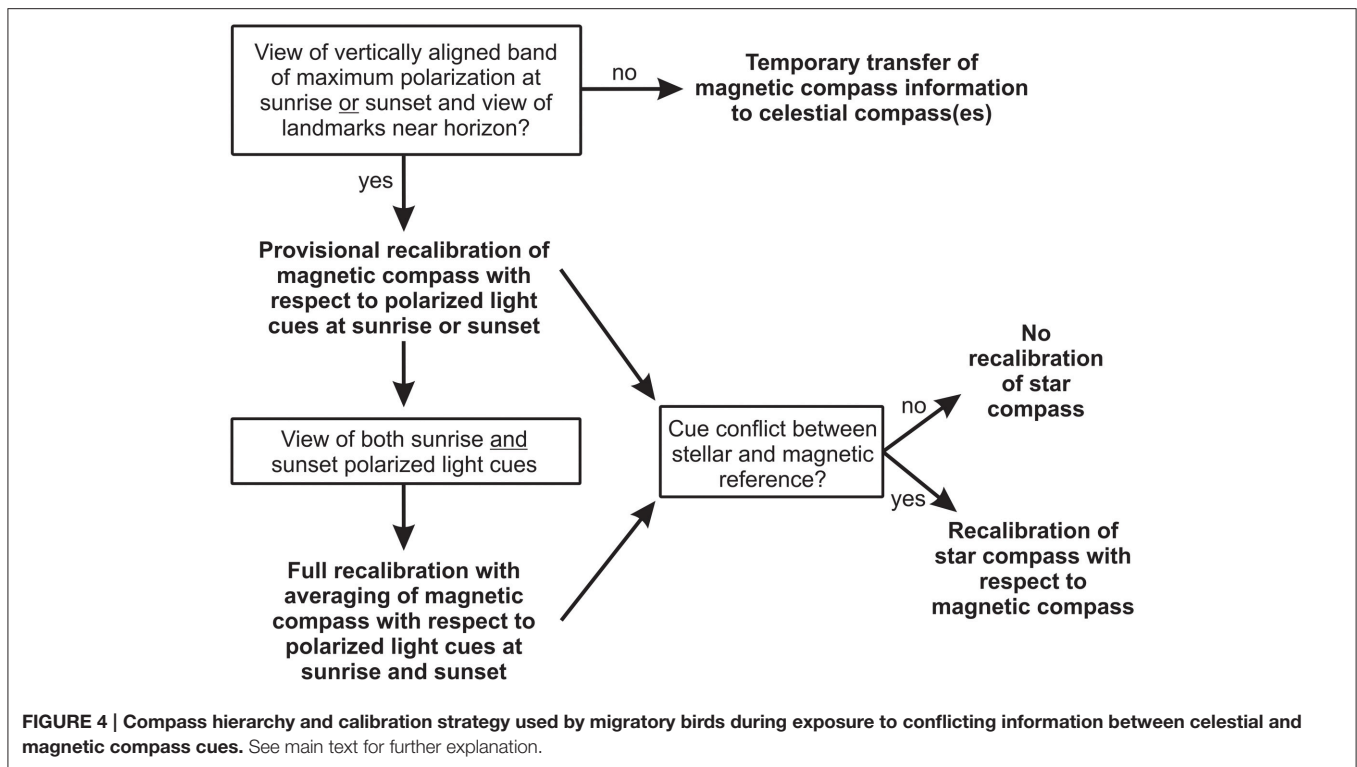 View of vertically aligned band
of maximum polarization at
sunrise or sunset and view of
landmarks near horizon?
no
Temporary transfer of
magnetic compass information
to celestial compass(es)
yes
Provisional recalibration of
magnetic compass with
respect to polarized light
cues at sunrise or sunset
View of both sunrise and
sunset polarized light cues
Full recalibration with
averaging of magnetic
compass with respect to
polarized light cues at
sunrise and sunset
Cue conflict between
stellar and magnetic
reference?
no
No
recalibration
of star
compass
yes
Recalibration of
star compass with
respect to
magnetic compass
FIGURE 4 | Compass hierarchy and calibration strategy used by migratory birds during exposure to conflicting information between celestial and
magnetic compass cues. See main text for further explanation.